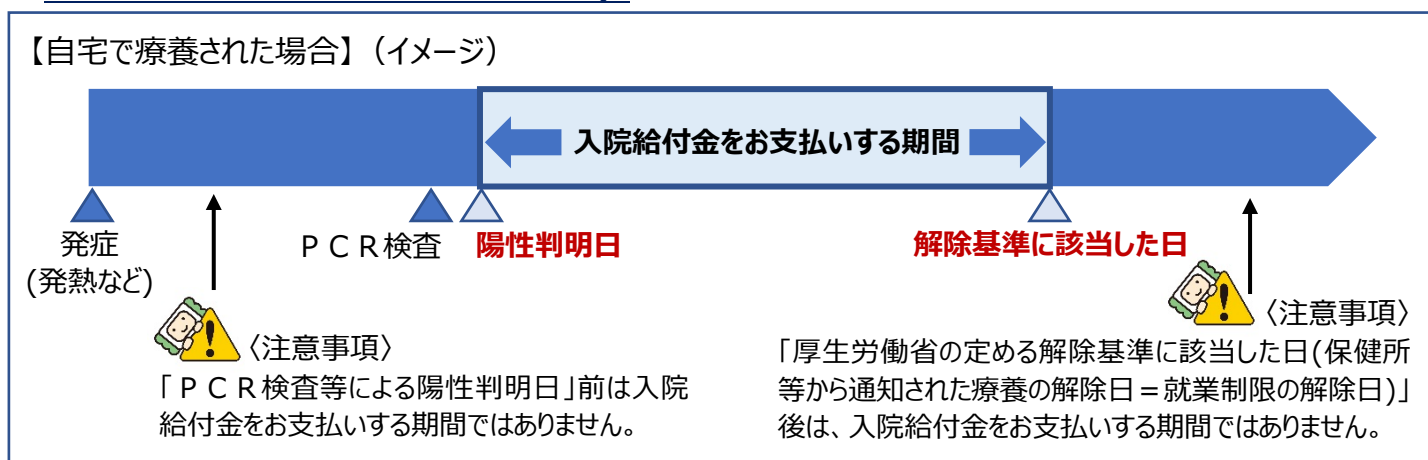 【自宅で療養された場合】（イメージ）
入院給付金をお支払いする期間
発症
(発熱など)
ＰＣＲ検査
陽性判明日
解除基準に該当した日
〈注意事項〉
「ＰＣＲ検査等による陽性判明日」前は入院
給付金をお支払いする期間ではありません。
〈注意事項〉
「厚生労働省の定める解除基準に該当した日(保健所
等から通知された療養の解除日＝就業制限の解除日)」
後は、入院給付金をお支払いする期間ではありません。